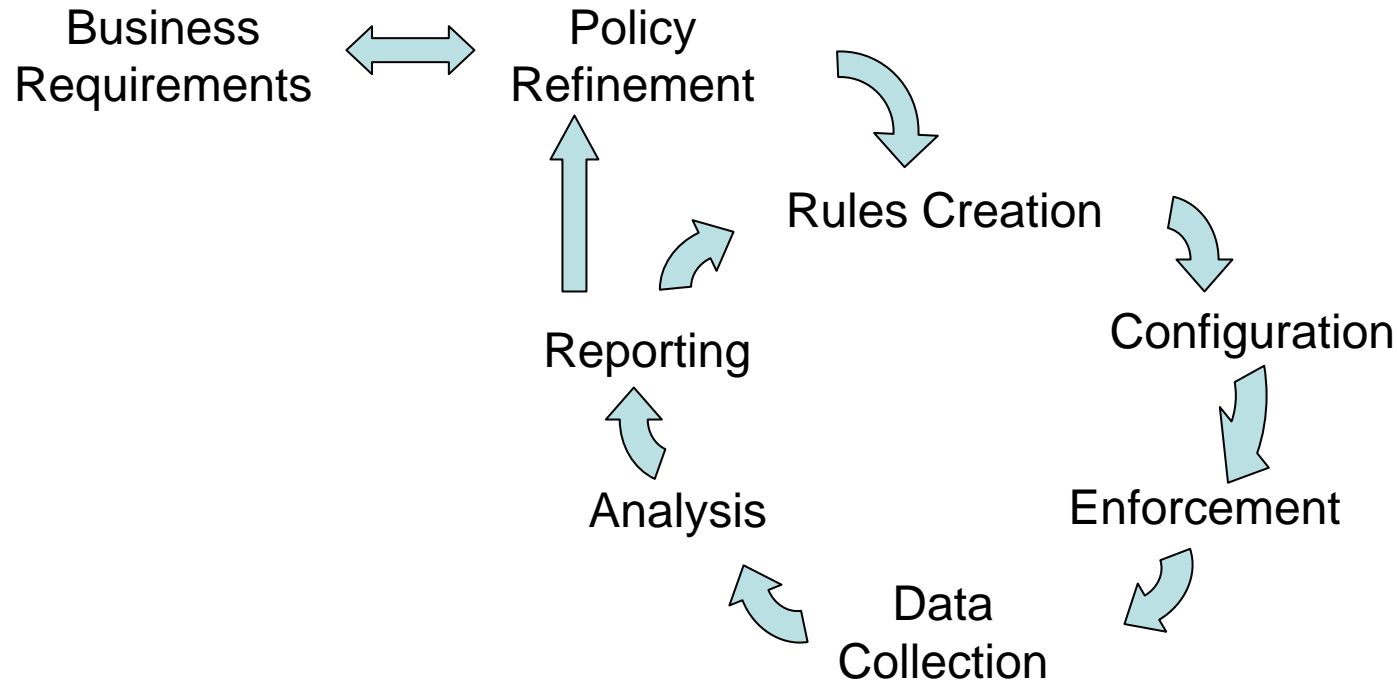 Business
Requirements
Policy
Refinement
Rules Creation
Configuration
Reporting
Analysis
Enforcement
Data
Collection